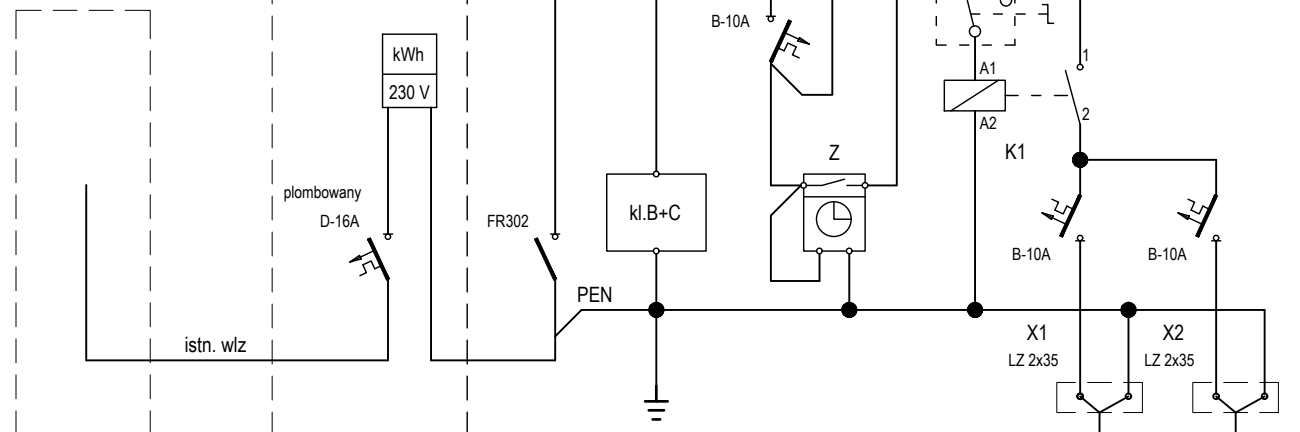 B-10A
kWh
230 V
A1
1
A2
2
K1
Z
plombowany
D-16A
FR302
kl.B+C
B-10A
B-10A
PEN
istn. wlz
X1
LZ 2x35
X2
LZ 2x35